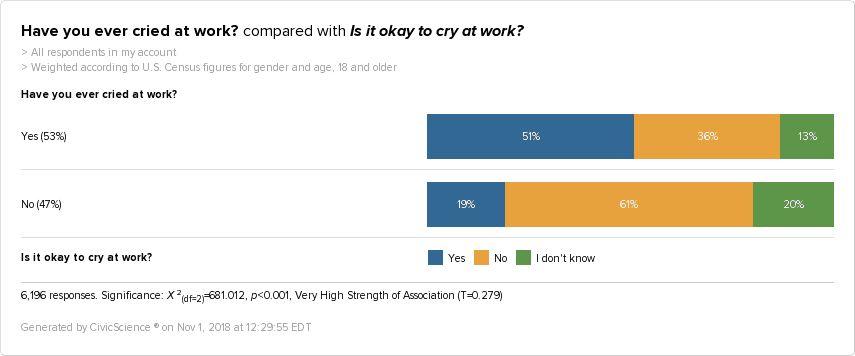 Have you ever cried at work? compared with Is it okay to cry at work?
> All respondents in my account
> Weighted according to U.S. Census figures for gender and age, 18 and older
Have you ever cried at work?
Yes (53%)
51%
36%
13%
No (47%)
19%
61%
20%
Is it okay to cry at work?
Yes
No
I don't know
6,196 responses. Significance: X 2(df=2)=681.012, p<0.001, Very High Strength of Association (T=0.279)
Generated by CivicScience ® on Nov 1, 2018 at 12:29:55 EDT